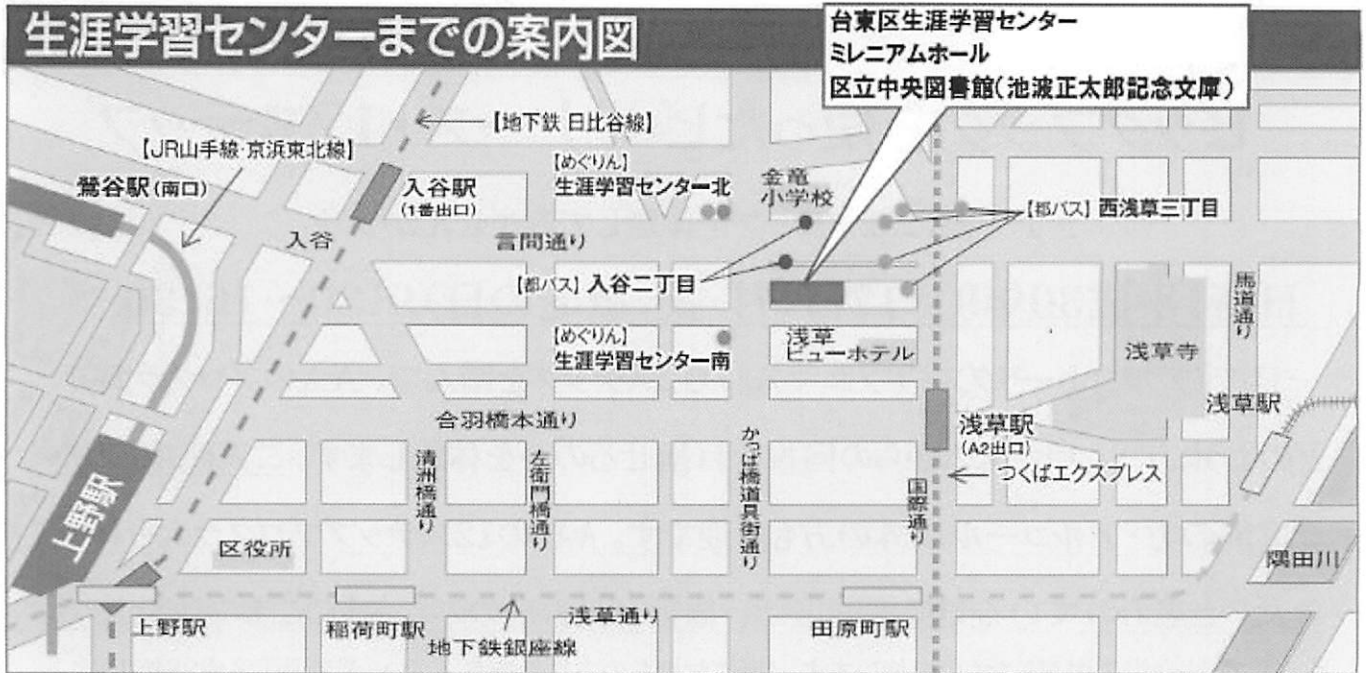 生涯学習センターまでの案内図
台東区生涯学習センター
ミレニアムホール
区立中央図書館(池波正太郎記念文庫)
【地下鉄 日比谷線】
【JR山手線・京浜東北線】
鶯谷駅(南口)
入谷駅
(1番出口)
【めぐりん】
生涯学習センター北
金竜
小学校
【都バス】西浅草三丁目
入谷
言問通り
【都バス】入谷二丁目
馬道通り
【めぐりん】
生涯学習センター南
浅草
ビューホテル
浅草寺
浅草駅
合羽橋本通り
浅草駅
(A2出口)
つくばエクスプレス
清洲橋通り
左衛門橋通り
かっぱ橋道具街通り
国際通り
上野駅
区役所
隅田川
上野駅
稲荷町駅
地下鉄銀座線
浅草通り
田原町駅